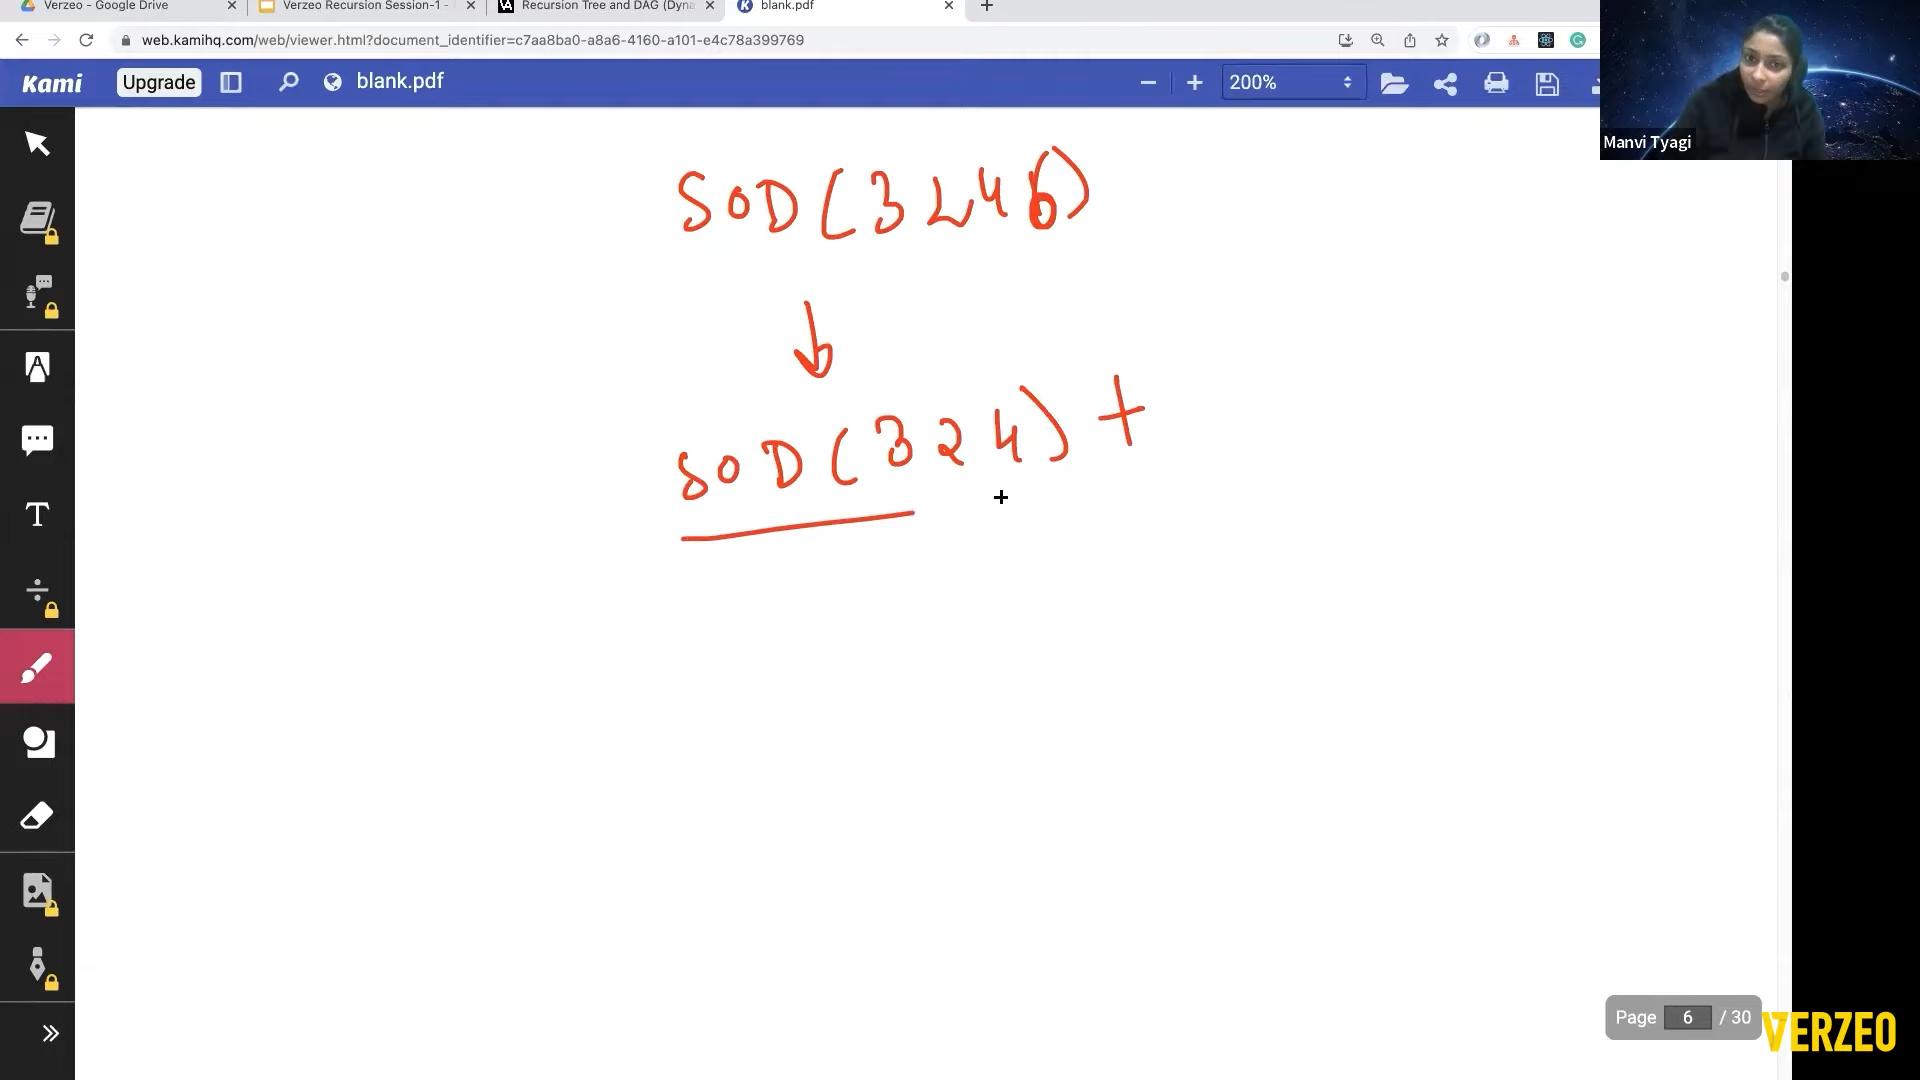 Verzeo - Google Drive
Verzeo Recursion Session-1 -
Recursion Tree and DAG (Dyna
blank.pdf
web.kamihq.com/web/viewer.html?document_identifier=c7aa8ba0-a8a6-4160-a101-e4c78a399769
Kami
Upgrade
blank.pdf
200%
Manvi Tyagi
SOD(3246)
SOD(324) +
Page 6 / 30
VERZEO